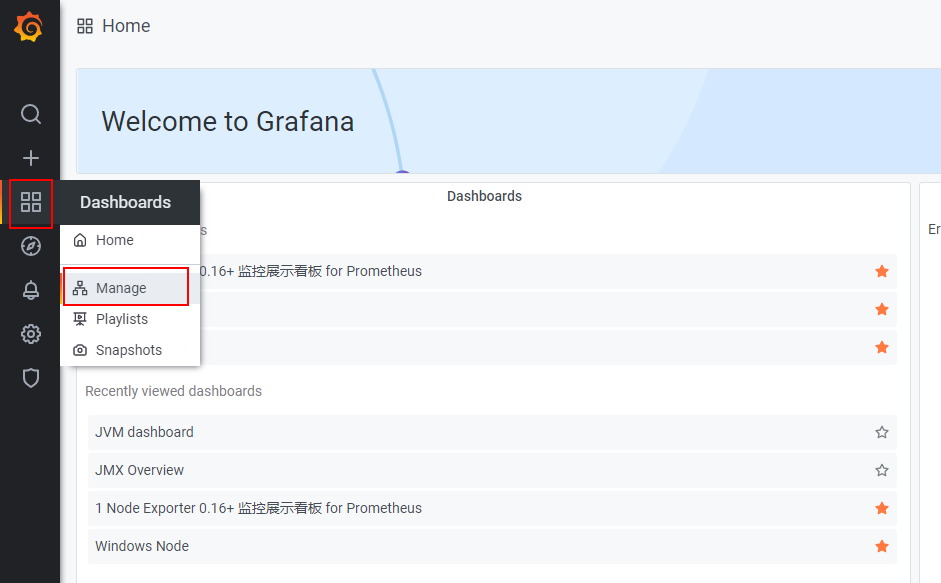 Home
Welcome to Grafana
Dashboards
Dashboards
s
Home
0.16+ 监控展示看板 for Prometheus
Manage
Playlists
Snapshots
Recently viewed dashboards
JVM dashboard
JMX Overview
1 Node Exporter 0.16+ 监控展示看板 for Prometheus
Windows Node
Er